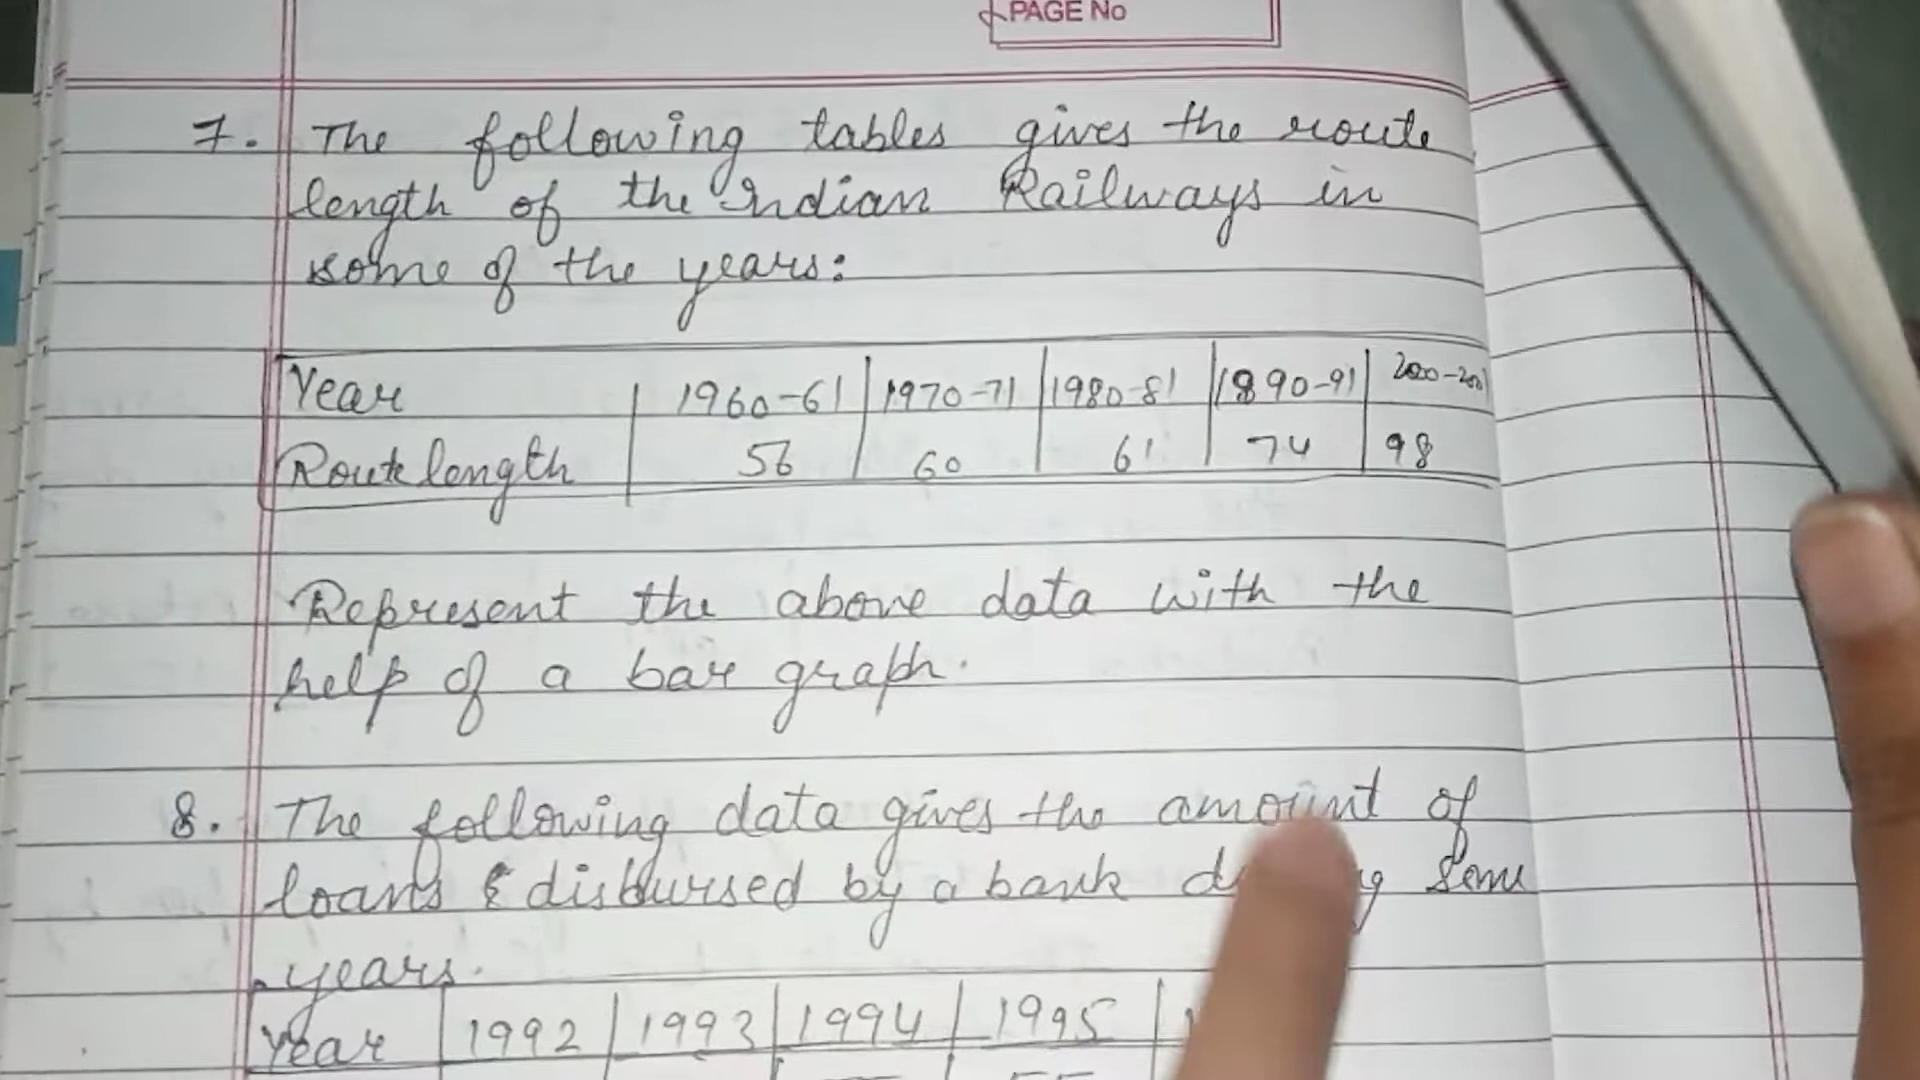 PAGE No
7. The following tables gives the route
length of the Indian Railways in
some of the years:
Year 1960-61 1970-71 1980-81 1890-91 2000-2001
Route length 56 60 61 74 98
Represent the above data with the
help of a bar graph.
8. The following data gives the amount of
loans disbursed by a bank some
years.
Year 1992 1993 1994 1995